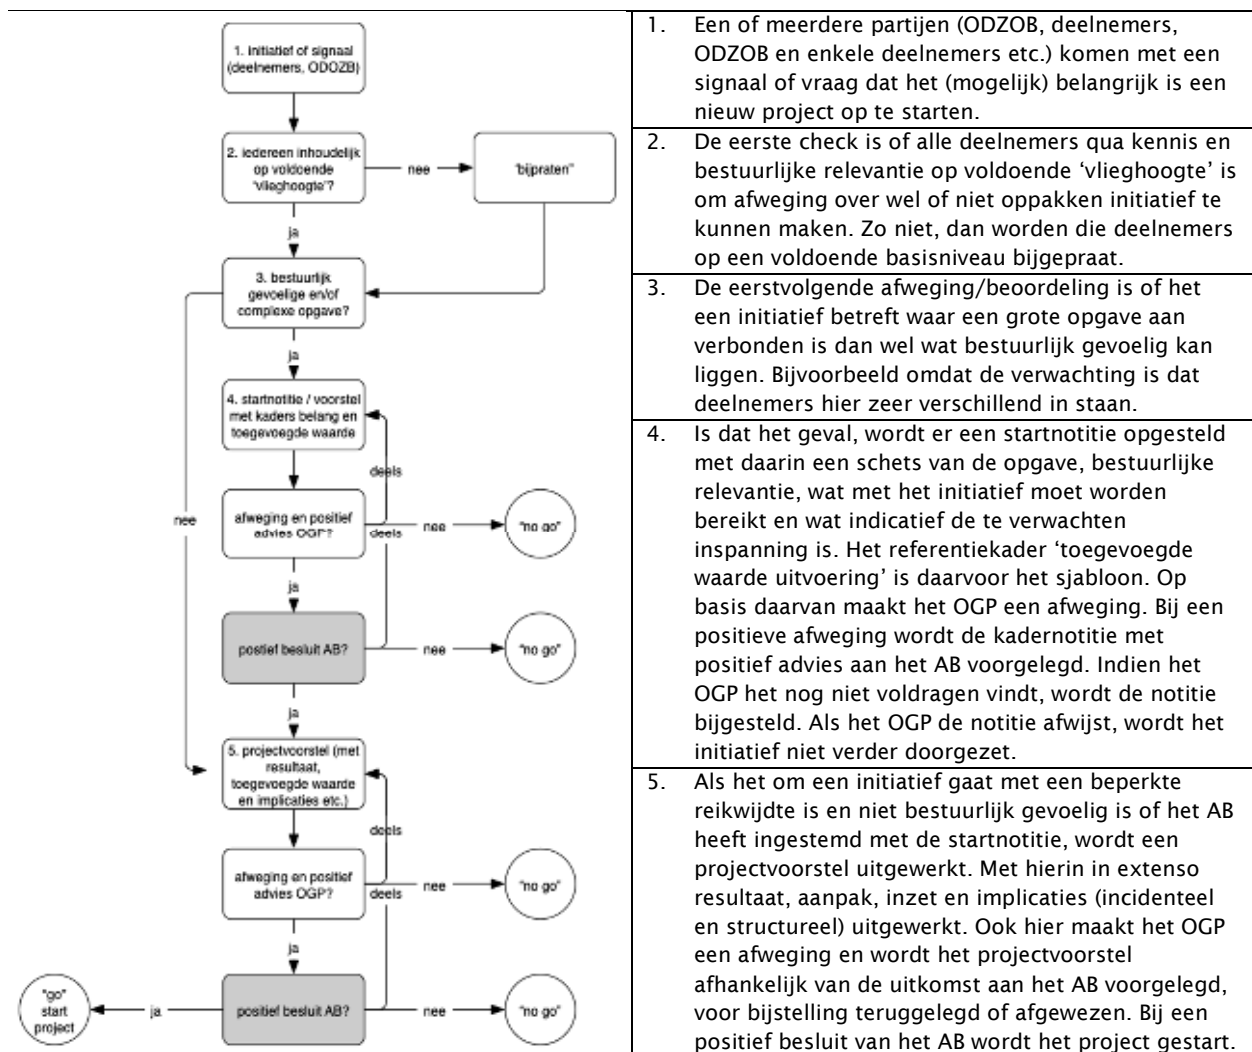 1. initiatief of signaal
(deelnemers, ODOZB)
2. iedereen inhoudelijk
op voldoende
'vlieghoogte'?
nee
"bijpraten"
ja
3. bestuurlijk
gevoelige en/of
complexe opgave?
nee
ja
4. startnotitie / voorstel
met kaders belang en
toegevoegde waarde
deels
afweging en positief
advies OGP?
deels
nee
"no go"
ja
postief besluit AB?
nee
"no go"
ja
5. projectvoorstel (met
resultaat,
toegevoegde waarde
en implicaties etc.)
deels
afweging en positief
advies OGP?
deels
nee
"no go"
ja
positief besluit AB?
nee
"no go"
ja
"go"
start
project
1. Een of meerdere partijen (ODZOB, deelnemers,
ODZOB en enkele deelnemers etc.) komen met een
signaal of vraag dat het (mogelijk) belangrijk is een
nieuw project op te starten.
2. De eerste check is of alle deelnemers qua kennis en
bestuurlijke relevantie op voldoende ‘vlieghoogte’ is
om afweging over wel of niet oppakken initiatief te
kunnen maken. Zo niet, dan worden die deelnemers
op een voldoende basisniveau bijgepraat.
3. De eerstvolgende afweging/beoordeling is of het
een initiatief betreft waar een grote opgave aan
verbonden is dan wel wat bestuurlijk gevoelig kan
liggen. Bijvoorbeeld omdat de verwachting is dat
deelnemers hier zeer verschillend in staan.
4. Is dat het geval, wordt er een startnotitie opgesteld
met daarin een schets van de opgave, bestuurlijke
relevantie, wat met het initiatief moet worden
bereikt en wat indicatief de te verwachten
inspanning is. Het referentiekader ‘toegevoegde
waarde uitvoering’ is daarvoor het sjabloon. Op
basis daarvan maakt het OGP een afweging. Bij een
positieve afweging wordt de kadernotitie met
positief advies aan het AB voorgelegd. Indien het
OGP het nog niet voldragen vindt, wordt de notitie
bijgesteld. Als het OGP de notitie afwijst, wordt het
initiatief niet verder doorgezet.
5. Als het om een initiatief gaat met een beperkte
reikwijdte is en niet bestuurlijk gevoelig is of het AB
heeft ingestemd met de startnotitie, wordt een
projectvoorstel uitgewerkt. Met hierin in extenso
resultaat, aanpak, inzet en implicaties (incidenteel
en structureel) uitgewerkt. Ook hier maakt het OGP
een afweging en wordt het projectvoorstel
afhankelijk van de uitkomst aan het AB voorgelegd,
voor bijstelling teruggelegd of afgewezen. Bij een
positief besluit van het AB wordt het project gestart.